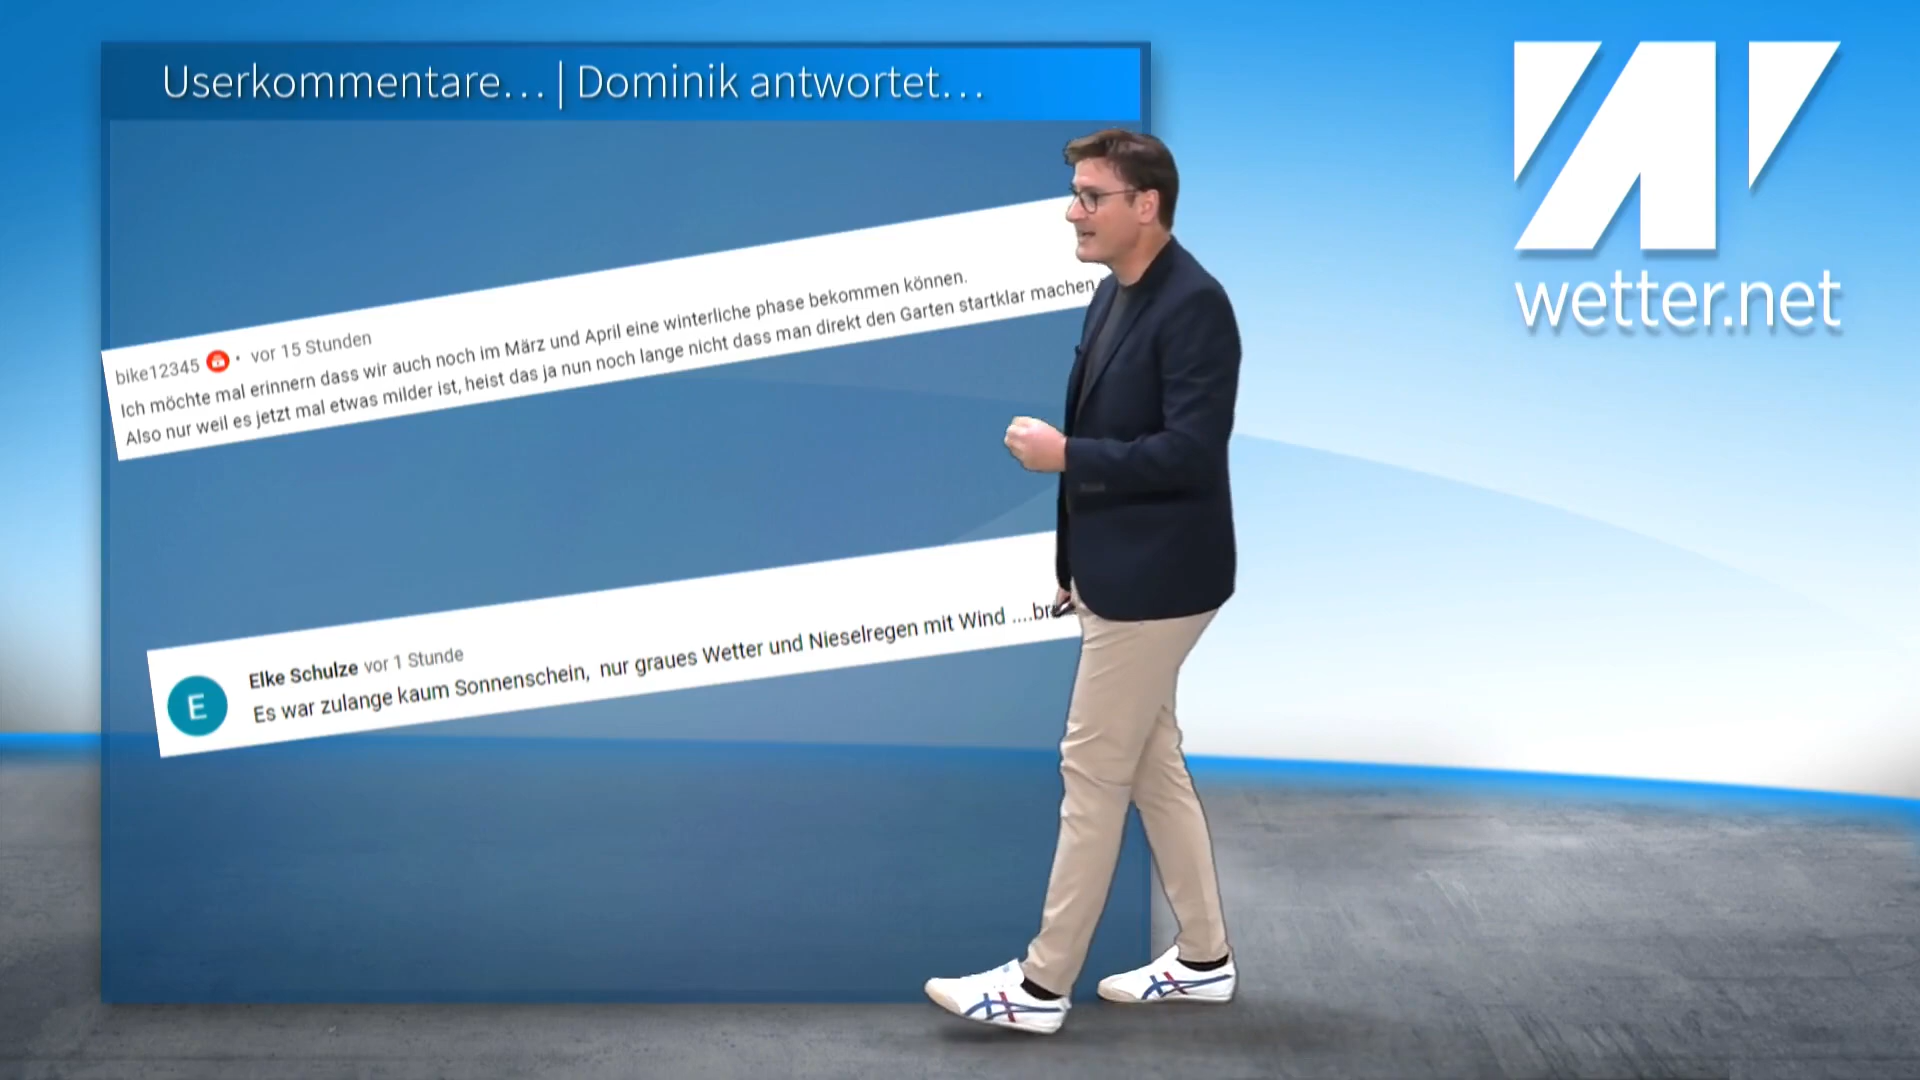 Userkommentare... | Dominik antwortet...
bike12345 • vor 15 Stunden
Ich möchte mal erinnern dass wir auch noch im März und April eine winterliche phase bekommen können.
Also nur weil es jetzt mal etwas milder ist, heist das ja nun noch lange nicht dass man direkt den Garten startklar machen
E
Elke Schulze vor 1 Stunde
Es war zulange kaum Sonnenschein, nur graues Wetter und Nieselregen mit Wind ....
wetter.net